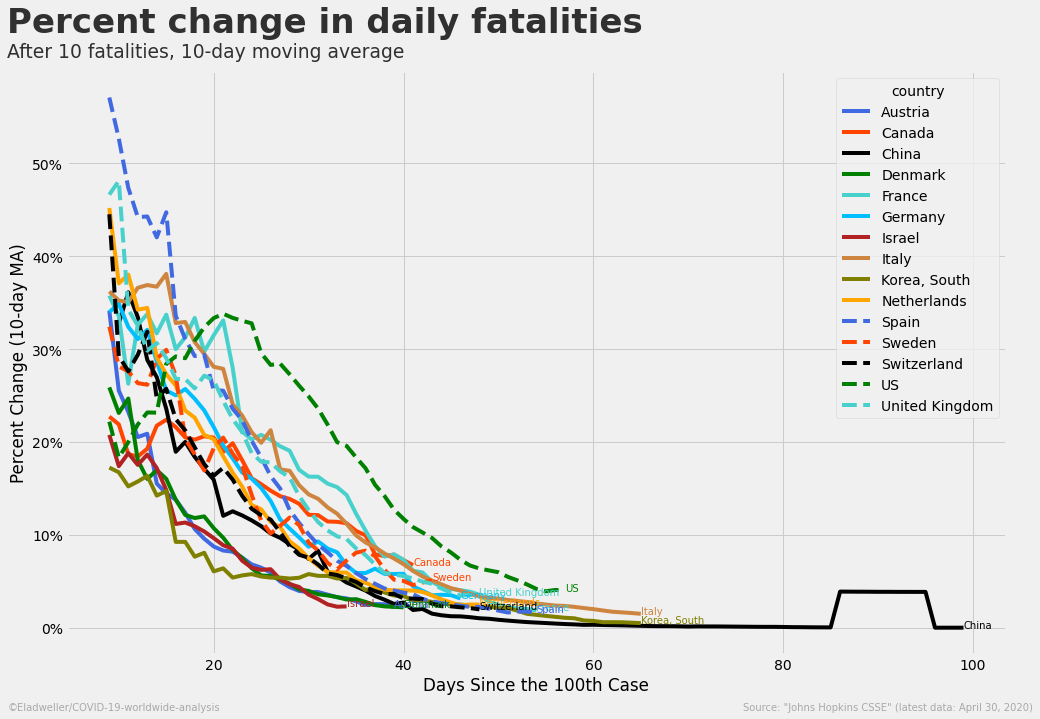 Percent change in daily fatalities
After 10 fatalities, 10-day moving average
country
Austria
Canada
China
Denmark
France
Germany
Israel
Italy
Korea, South
Netherlands
Spain
Sweden
Switzerland
US
United Kingdom
Percent Change (10-day MA)
50%
40%
30%
20%
10%
0%
Canada
Sweden
US
United Kingdom
Switzerland
Spain
Israel
Italy
Korea, South
China
20
40
60
80
100
Days Since the 100th Case
©Eladweller/COVID-19-worldwide-analysis
Source: "Johns Hopkins CSSE" (latest data: April 30, 2020)